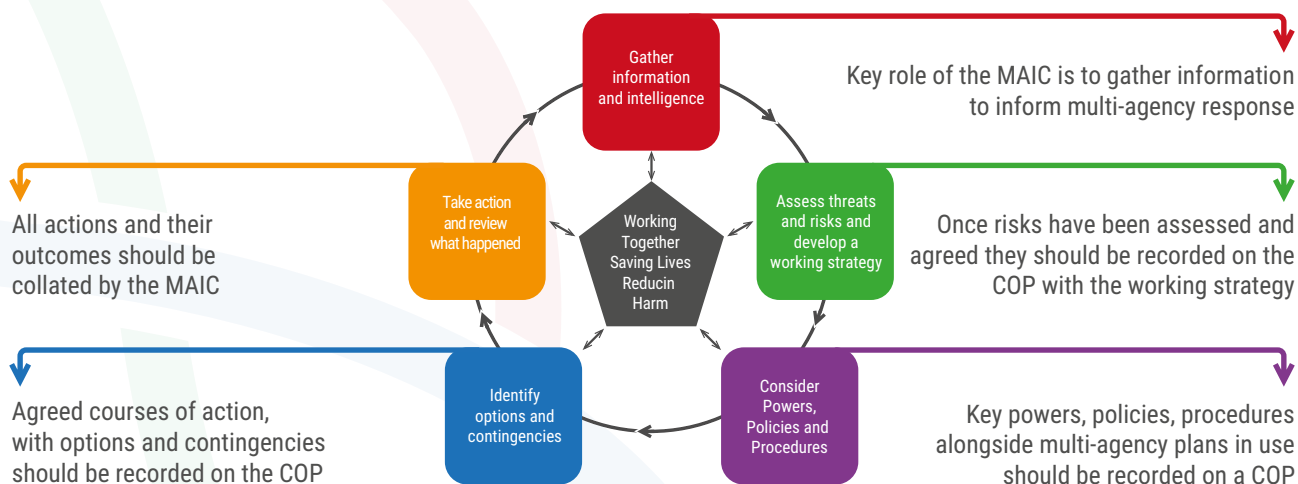 Gather
information
and intelligence
Key role of the MAIC is to gather information
to inform multi-agency response
Assess threats
and risks and
develop a
working strategy
Once risks have been assessed and
agreed they should be recorded on the
COP with the working strategy
Consider
Powers,
Policies and
Procedures
Key powers, policies, procedures
alongside multi-agency plans in use
should be recorded on a COP
Identify
options and
contingencies
Agreed courses of action,
with options and contingencies
should be recorded on the COP
Take action
and review
what happened
All actions and their
outcomes should be
collated by the MAIC
Working
Together
Saving Lives
Reducin
Harm